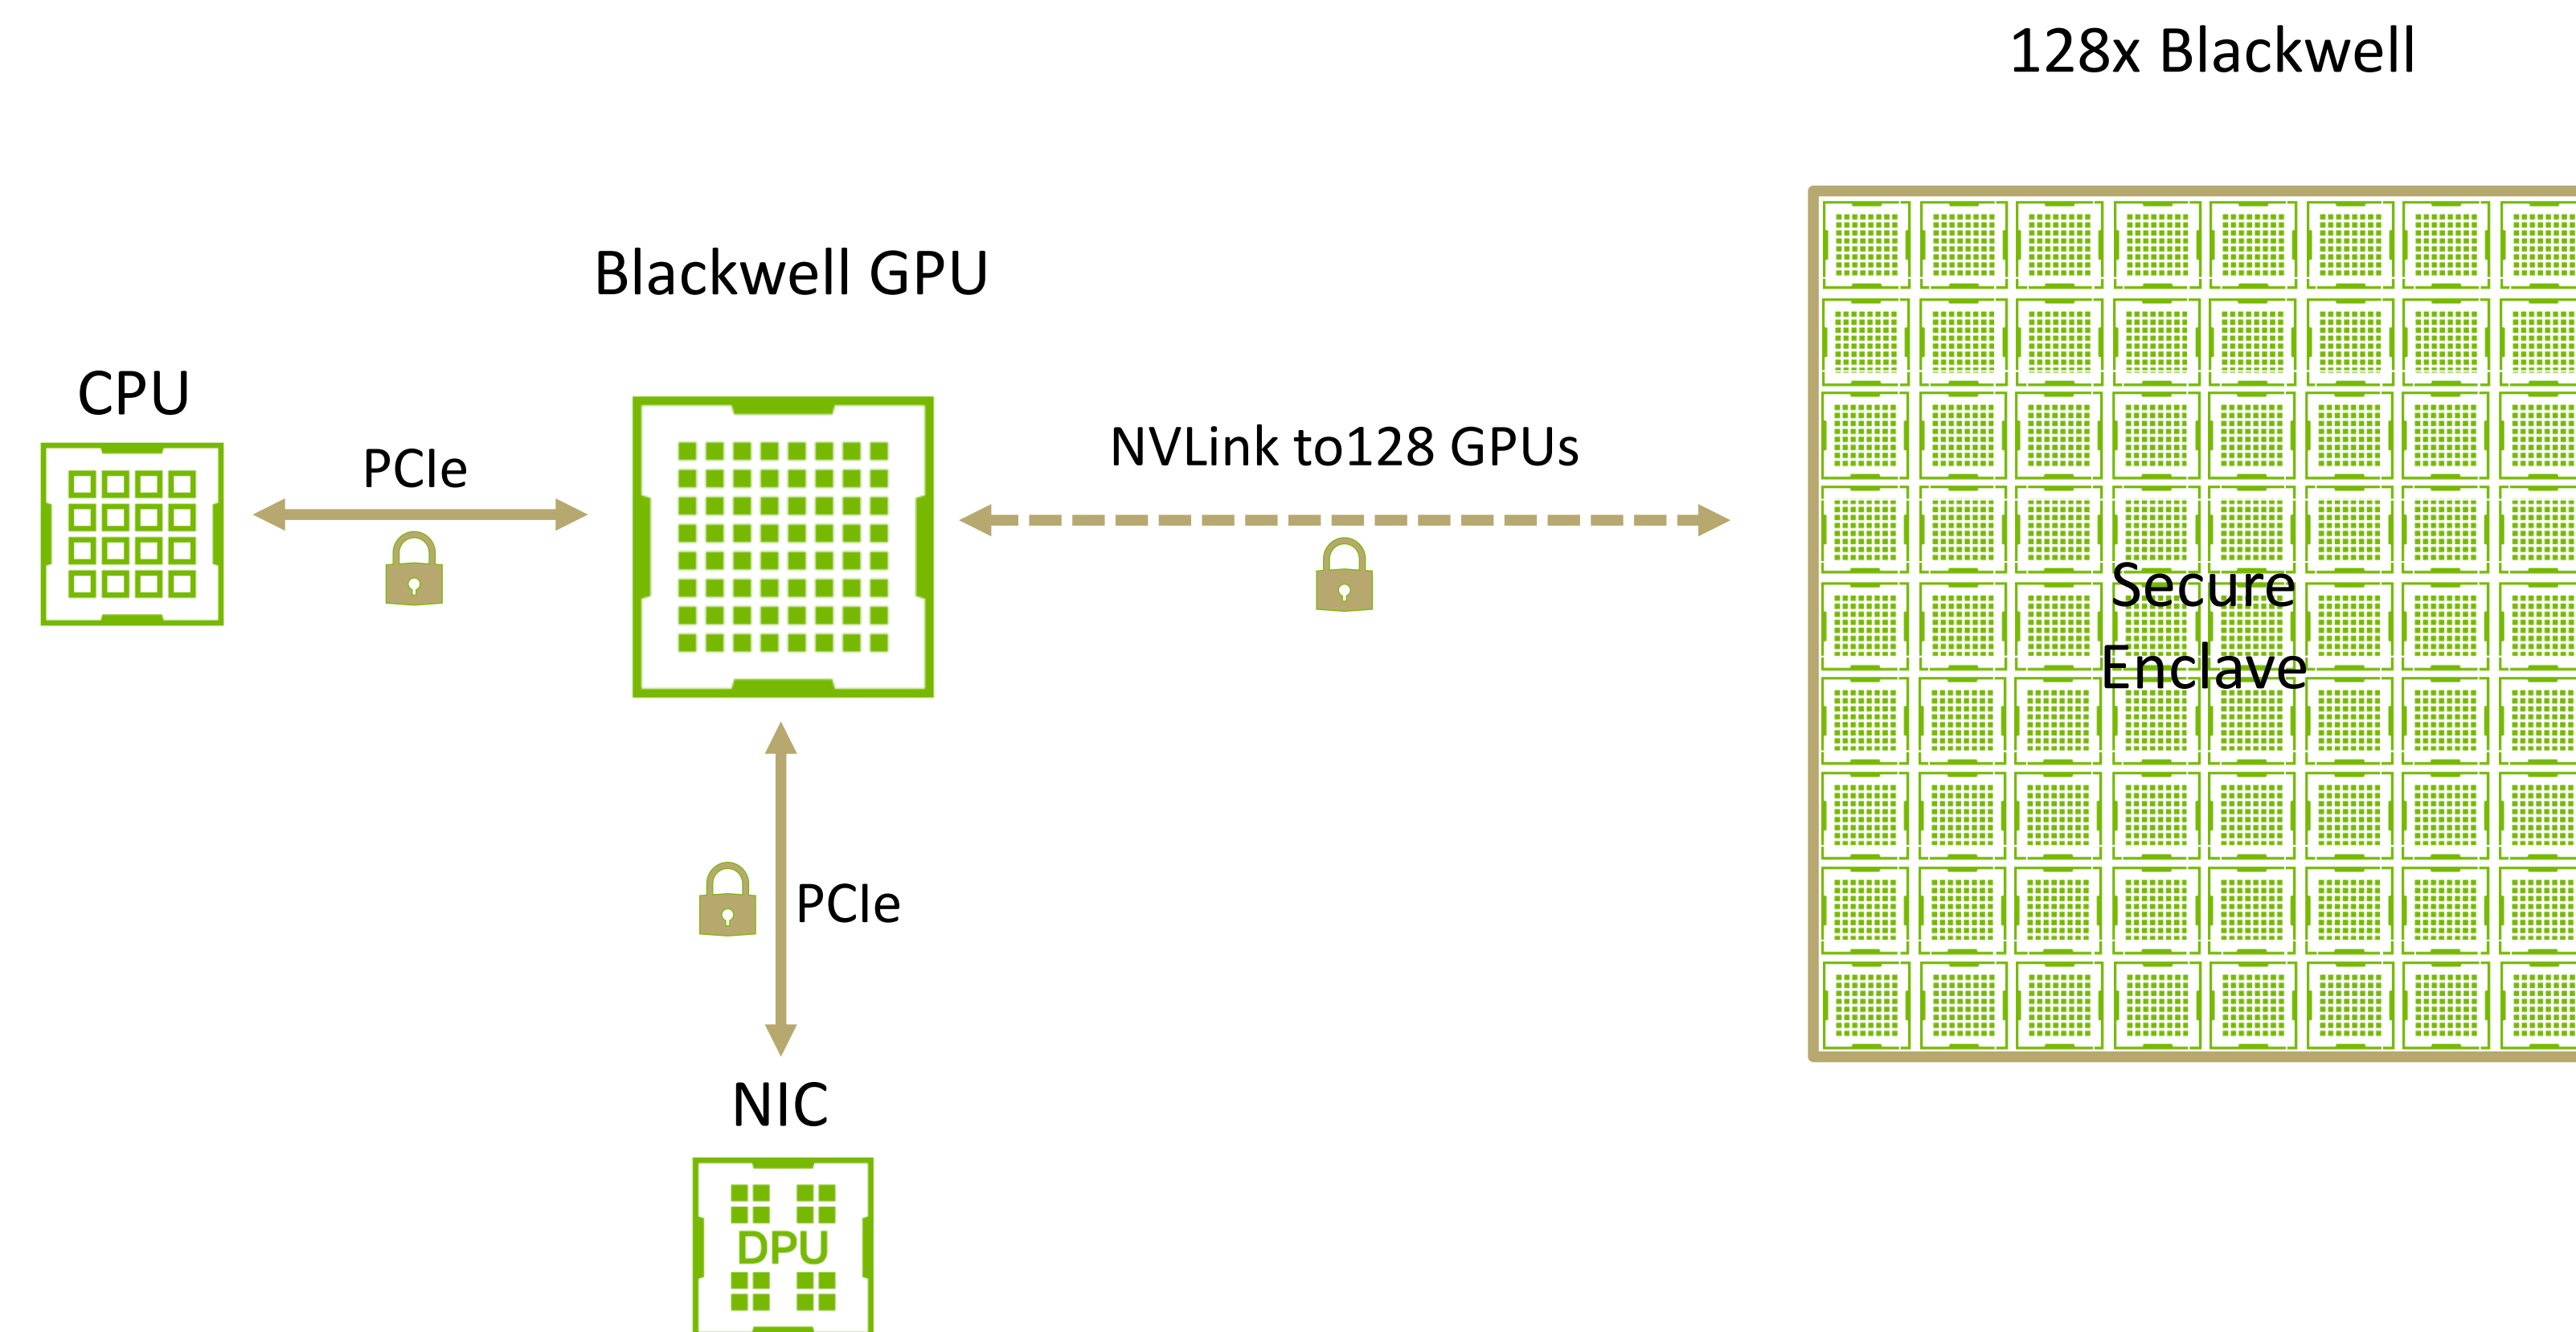 128x Blackwell
Blackwell GPU
CPU
PCIe
NVLink to128 GPUs
Secure
Enclave
PCIe
NIC
DPU